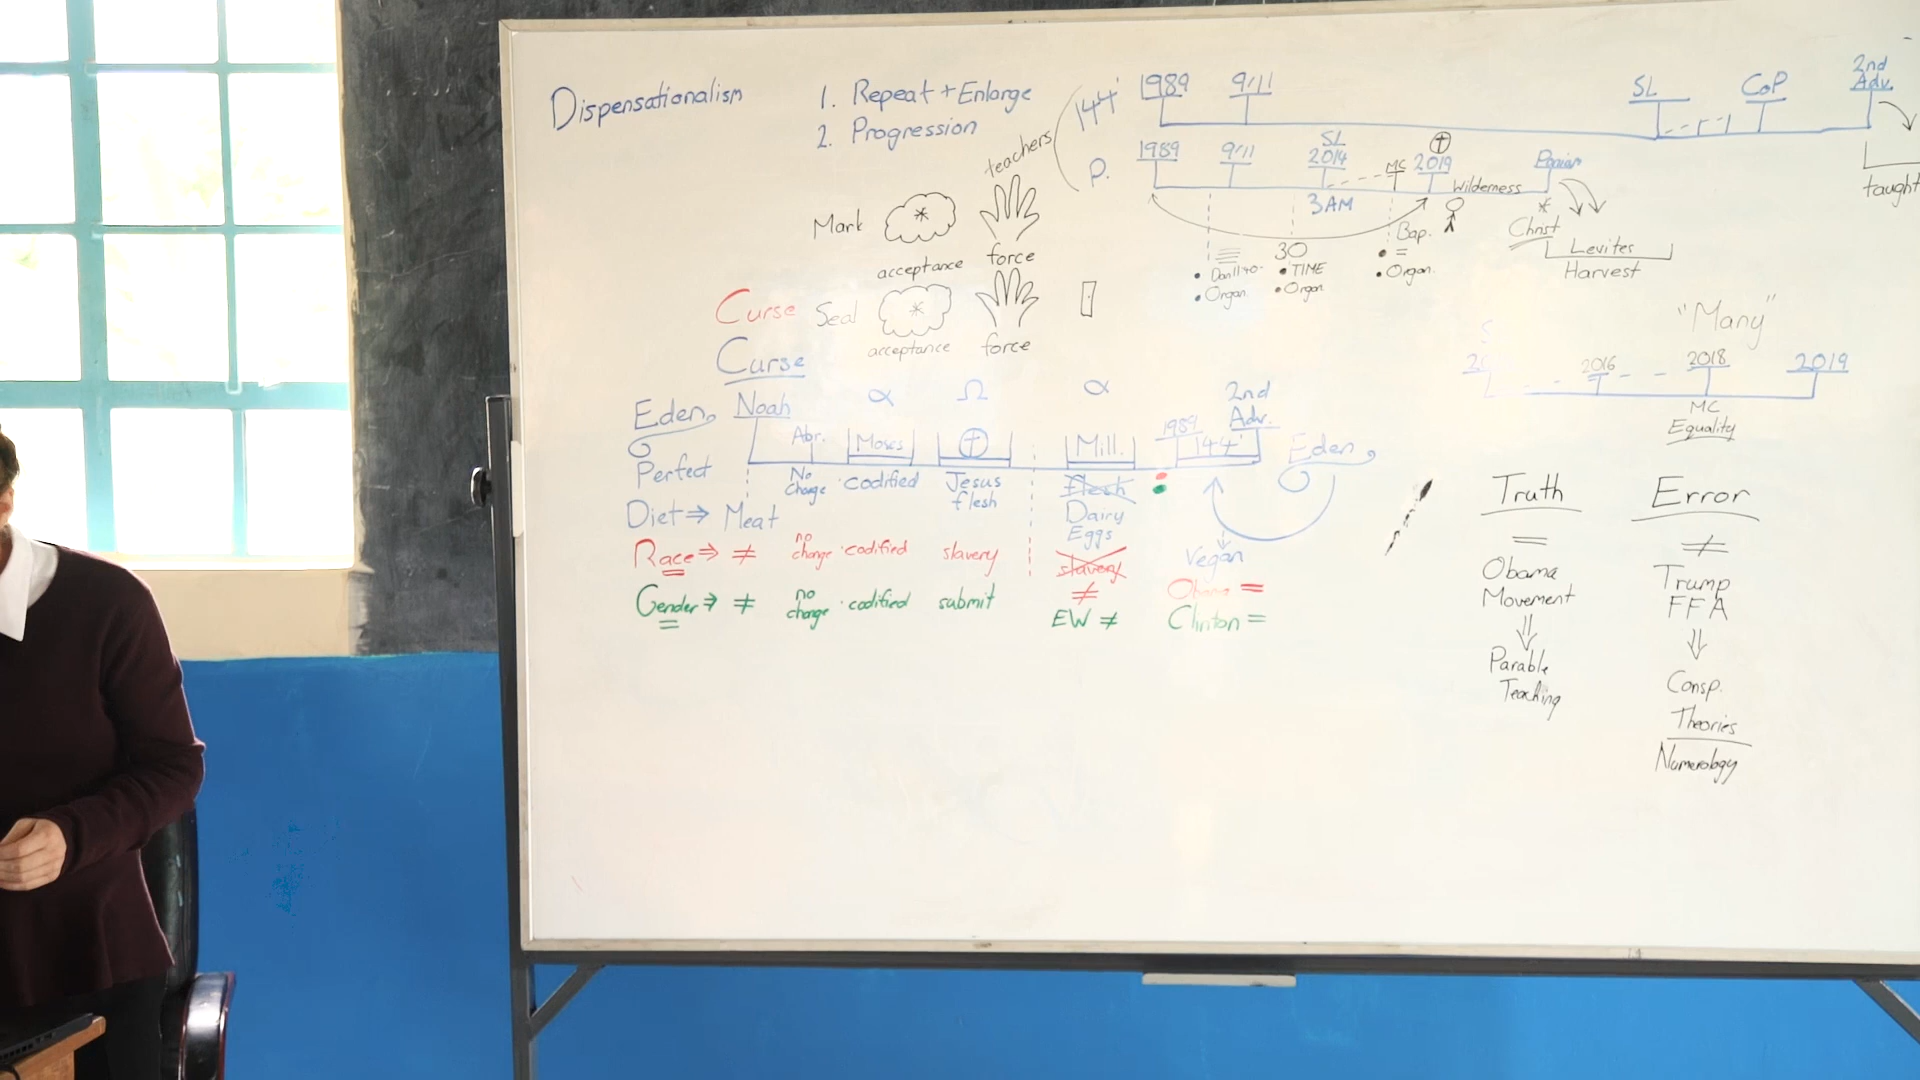 Dispensationalism
1. Repeat + Enlarge
2. Progression
teachers
Mark
acceptance
force
Curse Seal
acceptance
force
Curse
144
1989 9/11 SL CoP 2nd Adv.
taught
P.
1989 9/11 SL 2014 MC 2019 Wilderness
3AM
30
• Dan11:40-
• Organ.
• TIME
• Organ.
Bap.
• =
• Organ.
* Christ
Levites
Harvest
"Many"
2016 2018 2019
MC
Equality
α Ω α
Eden Noah Abr. Moses Mill. 1989 144 2nd Adv. Eden
Perfect No change · codified Jesus flesh Flesh
Diet ⇒ Meat Dairy Eggs Vegan
Race ⇒ ≠ no change · codified slavery slavery ≠ Obama =
Gender ⇒ ≠ no change · codified submit EW ≠ Clinton =
Truth
=
Obama
Movement
⇓
Parable
Teaching
Error
≠
Trump
FFA
⇓
Consp.
Theories
Numerology